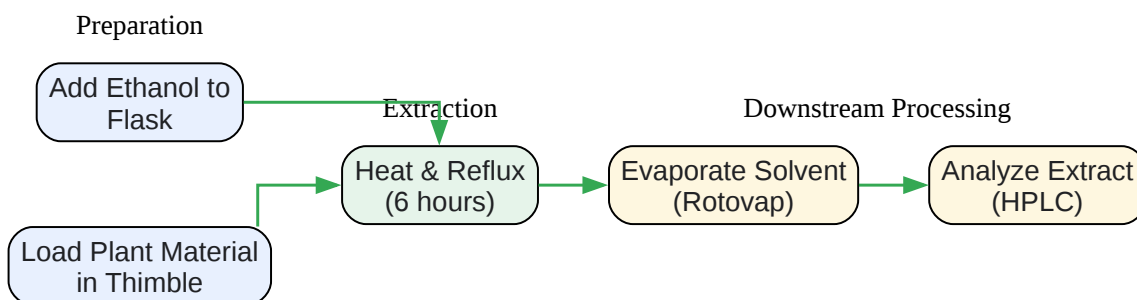 Preparation
Add Ethanol to
Flask
Extraction
Downstream Processing
Heat & Reflux
(6 hours)
Evaporate Solvent
(Rotovap)
Analyze Extract
(HPLC)
Load Plant Material
in Thimble